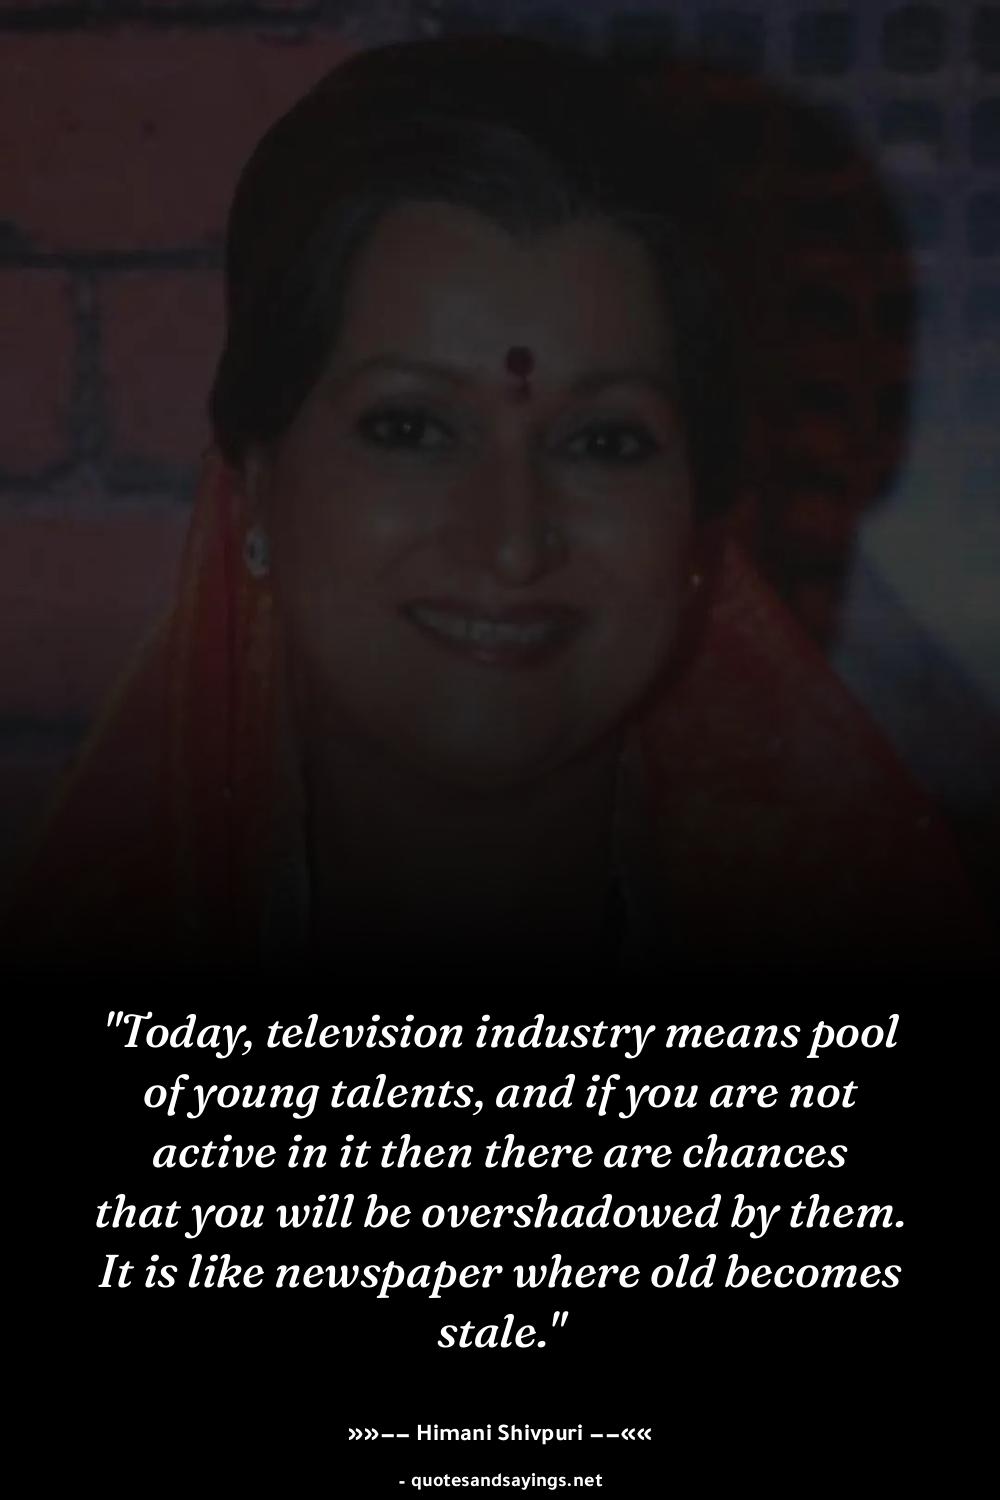 "Today, television industry means pool
of young talents, and if you are not
active in it then there are chances
that you will be overshadowed by them.
It is like newspaper where old becomes
stale."
»»−− Himani Shivpuri −−««
- quotesandsayings.net